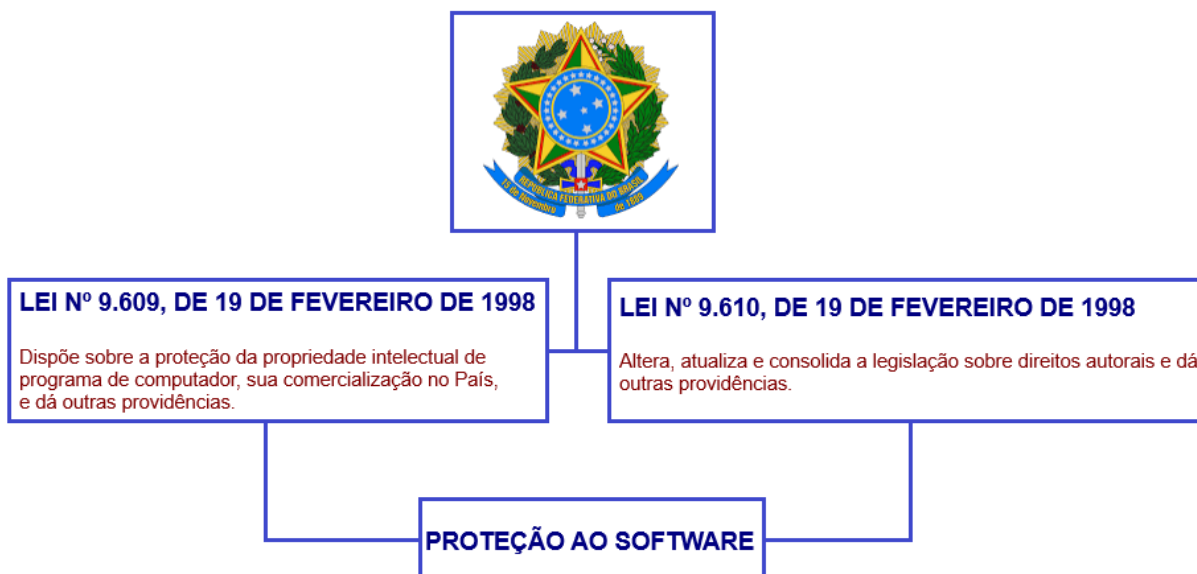 REPUBLICA FEDERATIVA DO BRASIL
15 de Novembro
de 1889
LEI Nº 9.609, DE 19 DE FEVEREIRO DE 1998
Dispõe sobre a proteção da propriedade intelectual de
programa de computador, sua comercialização no País,
e dá outras providências.
LEI Nº 9.610, DE 19 DE FEVEREIRO DE 1998
Altera, atualiza e consolida a legislação sobre direitos autorais e dá
outras providências.
PROTEÇÃO AO SOFTWARE